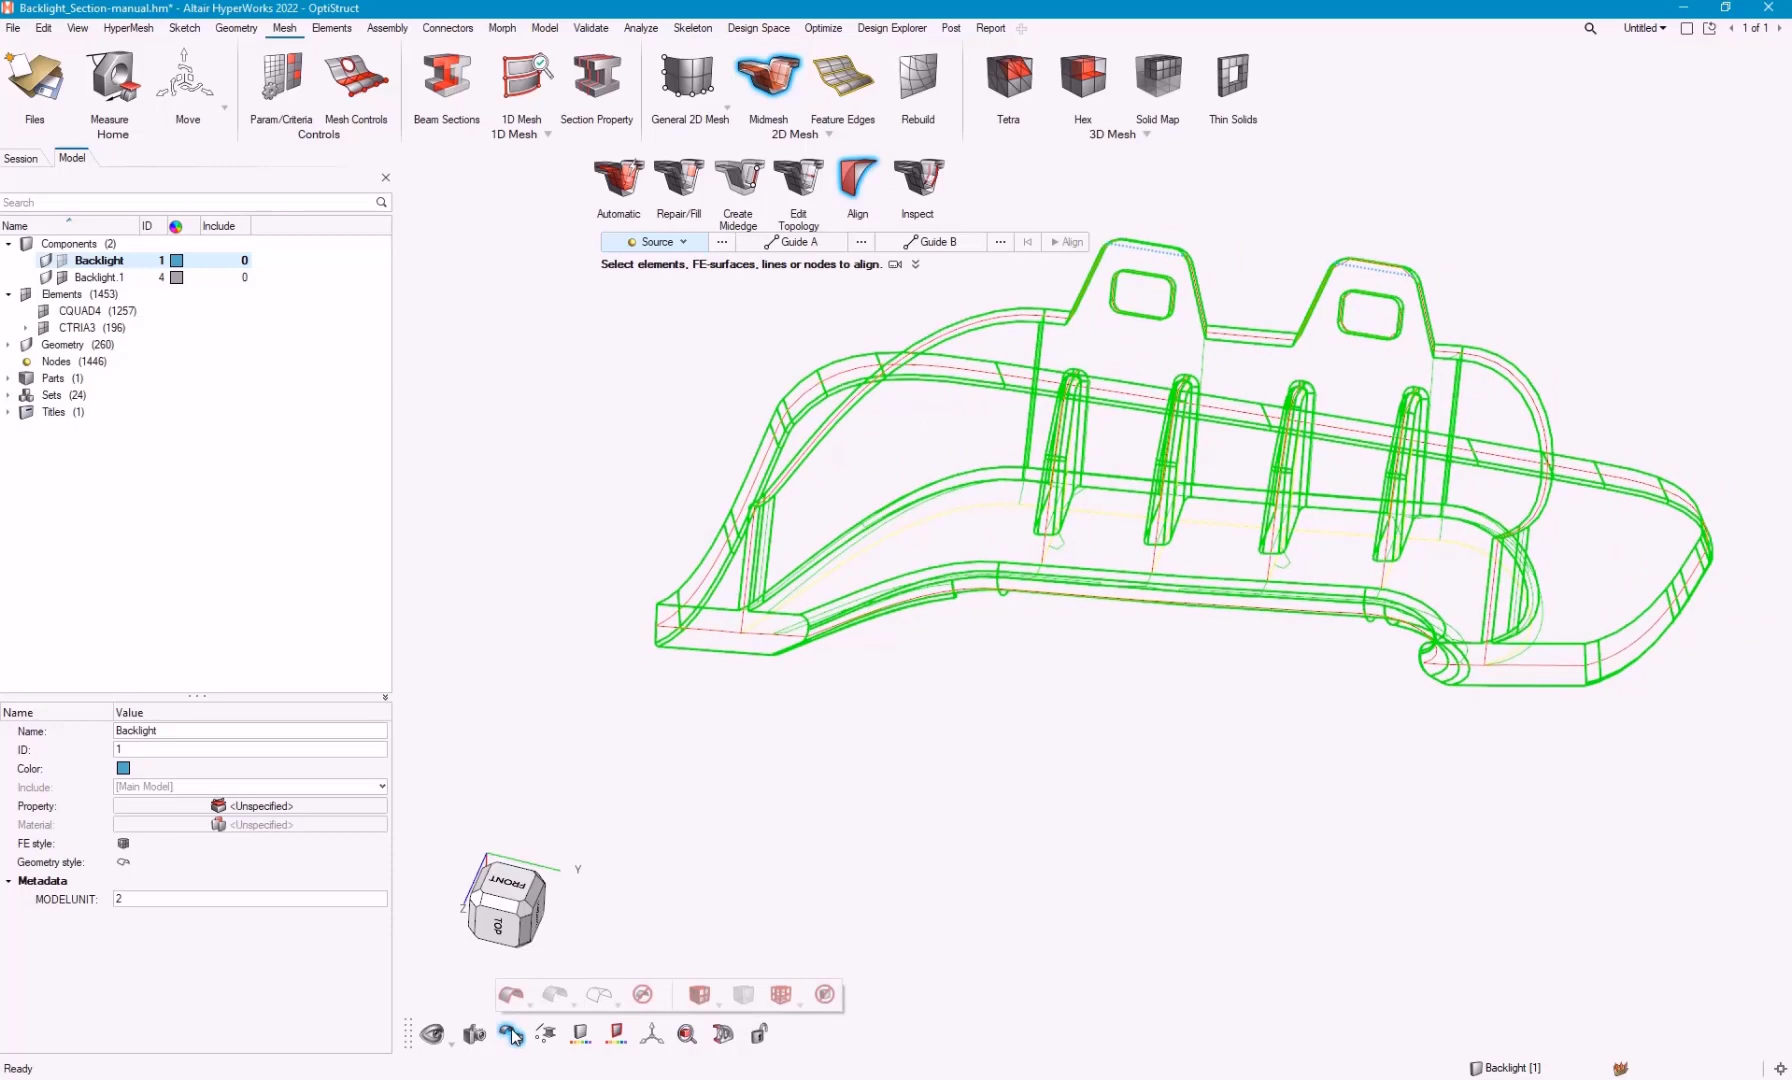 Backlight_Section-manual.hm* - Altair HyperWorks 2022 - OptiStruct
File Edit View HyperMesh Sketch Geometry Mesh Elements Assembly Connectors Morph Model Validate Analyze Skeleton Design Space Optimize Design Explorer Post Report Untitled 1 of 1
Files Measure Move Param/Criteria Mesh Controls Beam Sections 1D Mesh Section Property General 2D Mesh Midmesh Feature Edges Rebuild Tetra Hex Solid Map Thin Solids
Home Controls 1D Mesh 2D Mesh 3D Mesh
Session Model
Automatic Repair/Fill Create Midedge Edit Topology Align Inspect
Source ... Guide A ... Guide B ... Align
Select elements, FE-surfaces, lines or nodes to align.
Search
Name ID Include
Components (2)
Backlight 1 0
Backlight.1 4 0
Elements (1453)
CQUAD4 (1257)
CTRIA3 (196)
Geometry (260)
Nodes (1446)
Parts (1)
Sets (24)
Titles (1)
Name Value
Name: Backlight
ID: 1
Color:
Include: [Main Model]
Property: <Unspecified>
Material: <Unspecified>
FE style:
Geometry style:
Metadata
MODELUNIT: 2
Y
Z
FRONT
TOP
Ready
Backlight [1]